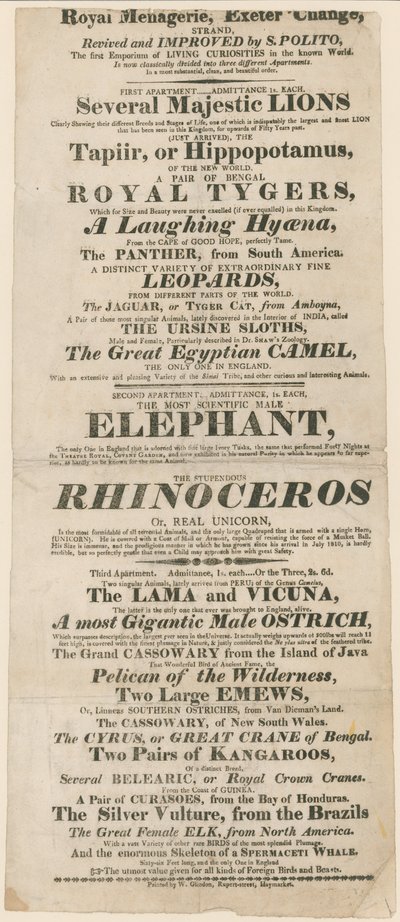 Royal Menagerie, Exeter 'Change,
STRAND,
Revived and IMPROVED by S. POLITO,
The first Emporium of LIVING CURIOSITIES in the known World.
Is now classically divided into three different Apartments.
In a most substantial, clean, and beautiful order.
FIRST APARTMENT......ADMITTANCE 1s. EACH.
Several Majestic LIONS
Clearly Shewing their different Breeds and Stages of Life, one of which is indisputably the largest and finest LION
that has been seen in this Kingdom, for upwards of Fifty Years past.
(JUST ARRIVED), THE
Tapiir, or Hippopotamus,
OF THE NEW WORLD.
A PAIR OF BENGAL
ROYAL TYGERS,
Which for Size and Beauty were never excelled (if ever equalled) in this Kingdom.
A Laughing Hyæna,
From the CAPE of GOOD HOPE, perfectly Tame.
The PANTHER, from South America.
A DISTINCT VARIETY OF EXTRAORDINARY FINE
LEOPARDS,
FROM DIFFERENT PARTS OF THE WORLD.
The JAGUAR, or TYGER CAT, from Amboyna,
A Pair of those most singular Animals, lately discovered in the Interior of INDIA, called
THE URSINE SLOTHS,
Male and Female, Particularly described in Dr. SHAW's Zoology.
The Great Egyptian CAMEL,
THE ONLY ONE IN ENGLAND.
With an extensive and pleasing Variety of the Simai Tribe, and other curious and interesting Animals.
SECOND APARTMENT. ADMITTANCE, 1s. EACH,
THE MOST SCIENTIFIC MALE
ELEPHANT,
The only One in England that is adorned with fine large Ivory Tusks, the same that performed Forty Nights at
the THEATRE ROYAL, COVENT GARDEN, and now exhibited in his natural Purity in which he appears so far supe-
rior, as hardly to be known for the same Animal.
THE STUPENDOUS
RHINOCEROS
Or, REAL UNICORN,
Is the most formidable of all terrestrial Animals, and the only large Quadruped that is armed with a single Horn,
(UNICORN). He is covered with a Coat of Mail or Armour, capable of resisting the force of a Musket Ball.
His Size is immense, and the prodigious manner in which he has grown since his arrival in July 1810, is hardly
credible, but so perfectly gentle that even a Child may approach him with great Safety.
Third Apartment. Admittance, 1s. each....Or the Three, 2s. 6d.
Two singular Animals, lately arrived from PERU; of the Genus Camelus,
The LAMA and VICUNA,
The latter is the only one that ever was brought to England, alive.
A most Gigantic Male OSTRICH,
Which surpasses description, the largest ever seen in the Universe. It actually weighs upwards of 200lbs will reach 11
feet high, is covered with the finest plumage in Nature, & justly considered the Ne plus ultra of the feathered tribe.
The Grand CASSOWARY from the Island of Java
That Wonderful Bird of Ancient Fame, the
Pelican of the Wilderness,
Two Large EMEWS,
Or, Linneas SOUTHERN OSTRICHES, from Van Dieman's Land.
The CASSOWARY, of New South Wales.
The CYRUS, or GREAT CRANE of Bengal.
Two Pairs of KANGAROOS,
Of a distinct Breed,
Several BELEARIC, or Royal Crown Cranes.
From the Coast of GUINEA.
A Pair of CURASOES, from the Bay of Honduras.
The Silver Vulture, from the Brazils
The Great Female ELK, from North America.
With a vast Variety of other rare BIRDS of the most splendid Plumage.
And the enormous Skeleton of a SPERMACETI WHALE,
Sixty-six Feet long, and the only One in England
☞The utmost value given for all kinds of Foreign Birds and Beasts.
Printed by W. Glindon, Rupert-street, Haymarket.